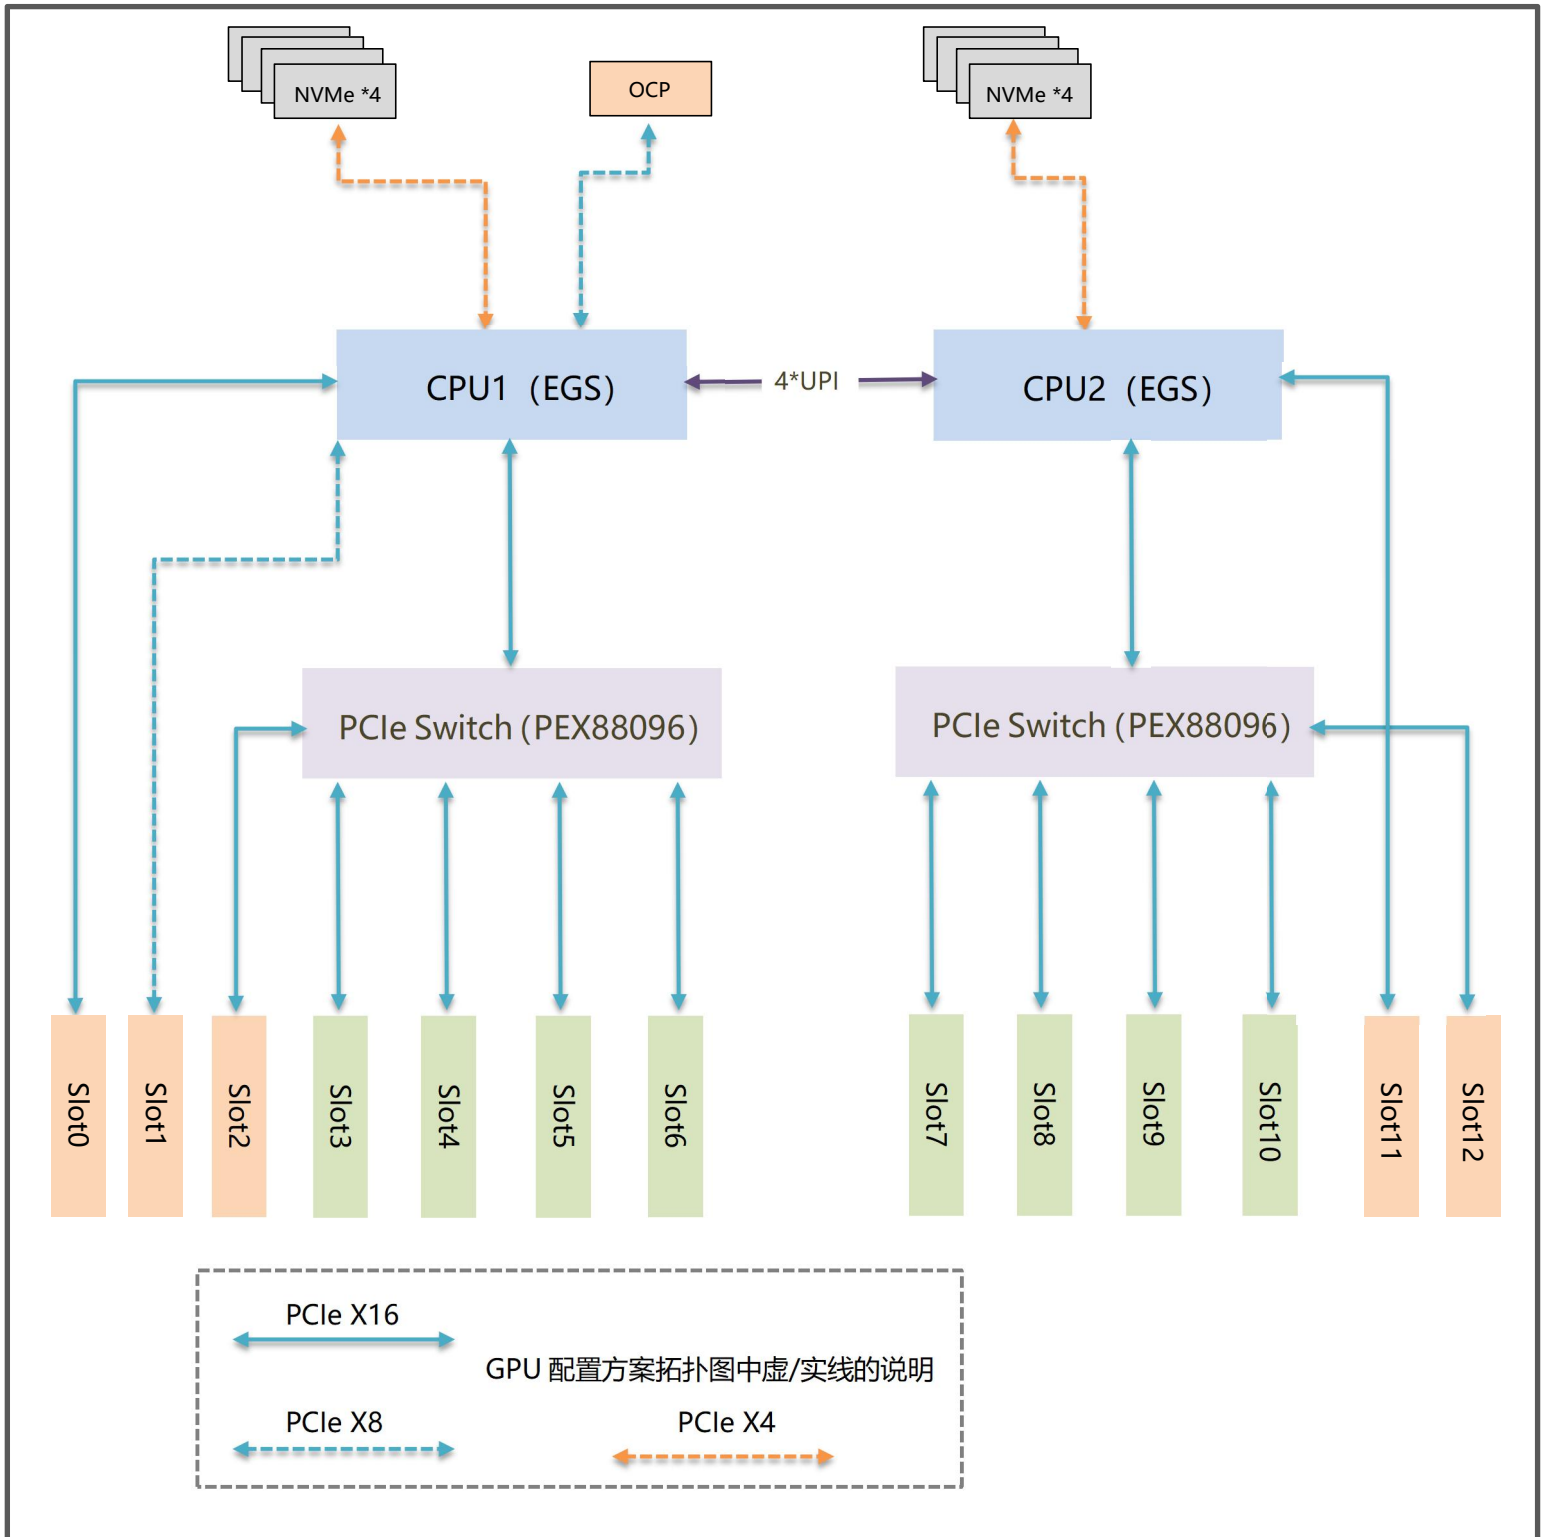 NVMe *4
OCP
NVMe *4
CPU1（EGS）
4*UPI
CPU2（EGS）
PCIe Switch (PEX88096)
PCIe Switch (PEX88096)
Slot0
Slot1
Slot2
Slot3
Slot4
Slot5
Slot6
Slot7
Slot8
Slot9
Slot10
Slot11
Slot12
PCIe X16
GPU 配置方案拓扑图中虚/实线的说明
PCIe X8
PCIe X4